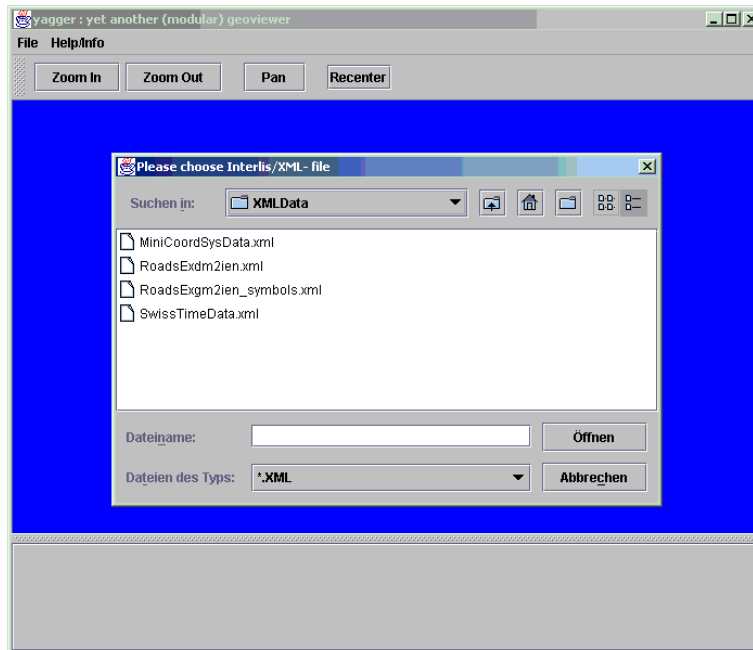 yagger : yet another (modular) geoviewer
File Help/Info
Zoom In Zoom Out Pan Recenter
Please choose Interlis/XML- file
Suchen in: XMLData
MiniCoordSysData.xml
RoadsExdm2ien.xml
RoadsExgm2ien_symbols.xml
SwissTimeData.xml
Dateiname: Öffnen
Dateien des Typs: *.XML Abbrechen